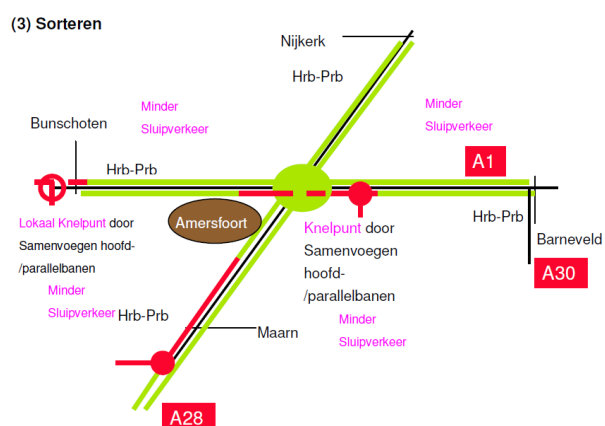 (3) Sorteren
Nijkerk
Hrb-Prb
Minder
Sluipverkeer
Minder
Sluipverkeer
Bunschoten
A1
Hrb-Prb
Amersfoort
Hrb-Prb
Barneveld
A30
Lokaal Knelpunt door
Samenvoegen hoofd-
/parallelbanen
Minder
Sluipverkeer
Knelpunt door
Samenvoegen
hoofd-
/parallelbanen
Minder
Sluipverkeer
Hrb-Prb
Maarn
A28